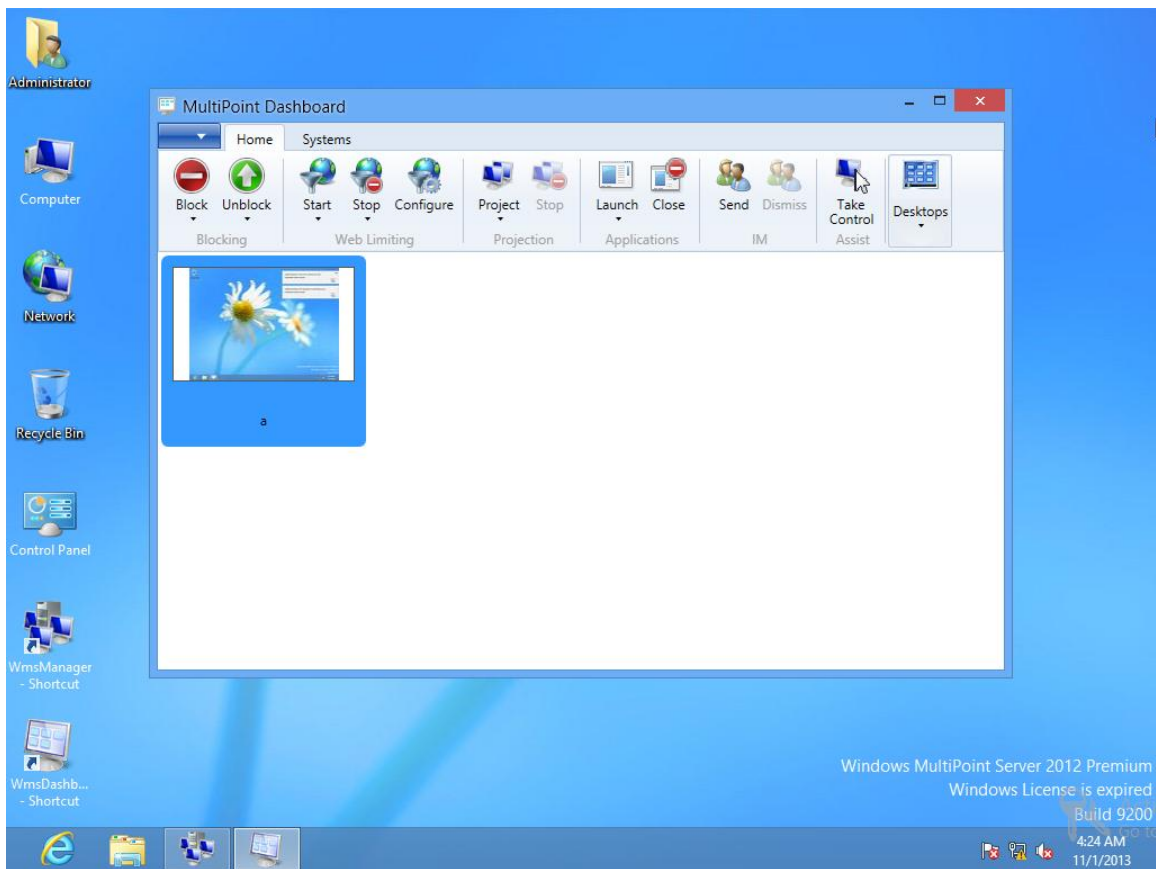 Administrator
Computer
Network
Recycle Bin
Control Panel
WmsManager
- Shortcut
WmsDashb...
- Shortcut
MultiPoint Dashboard
Home Systems
Block Unblock Start Stop Configure Project Stop Launch Close Send Dismiss Take Control Desktops
Blocking Web Limiting Projection Applications IM Assist
a
Windows MultiPoint Server 2012 Premium
Windows License is expired
Build 9200
4:24 AM
11/1/2013